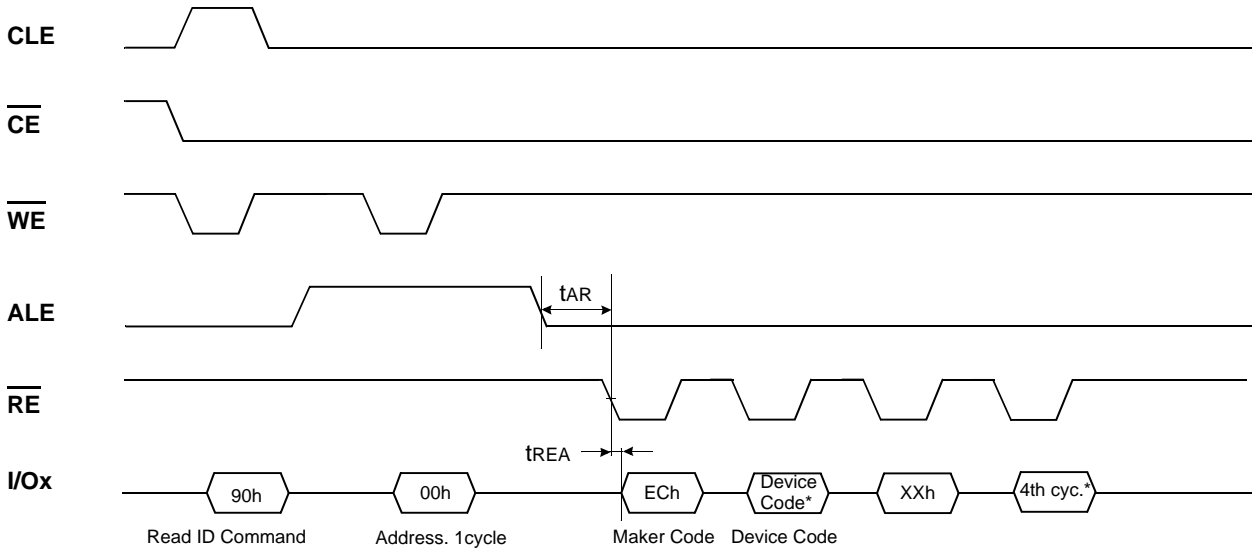 CLE
CE
WE
ALE
tAR
RE
tREA
I/Ox
90h
00h
ECh
Device
Code*
XXh
4th cyc.*
Read ID Command
Address. 1cycle
Maker Code
Device Code